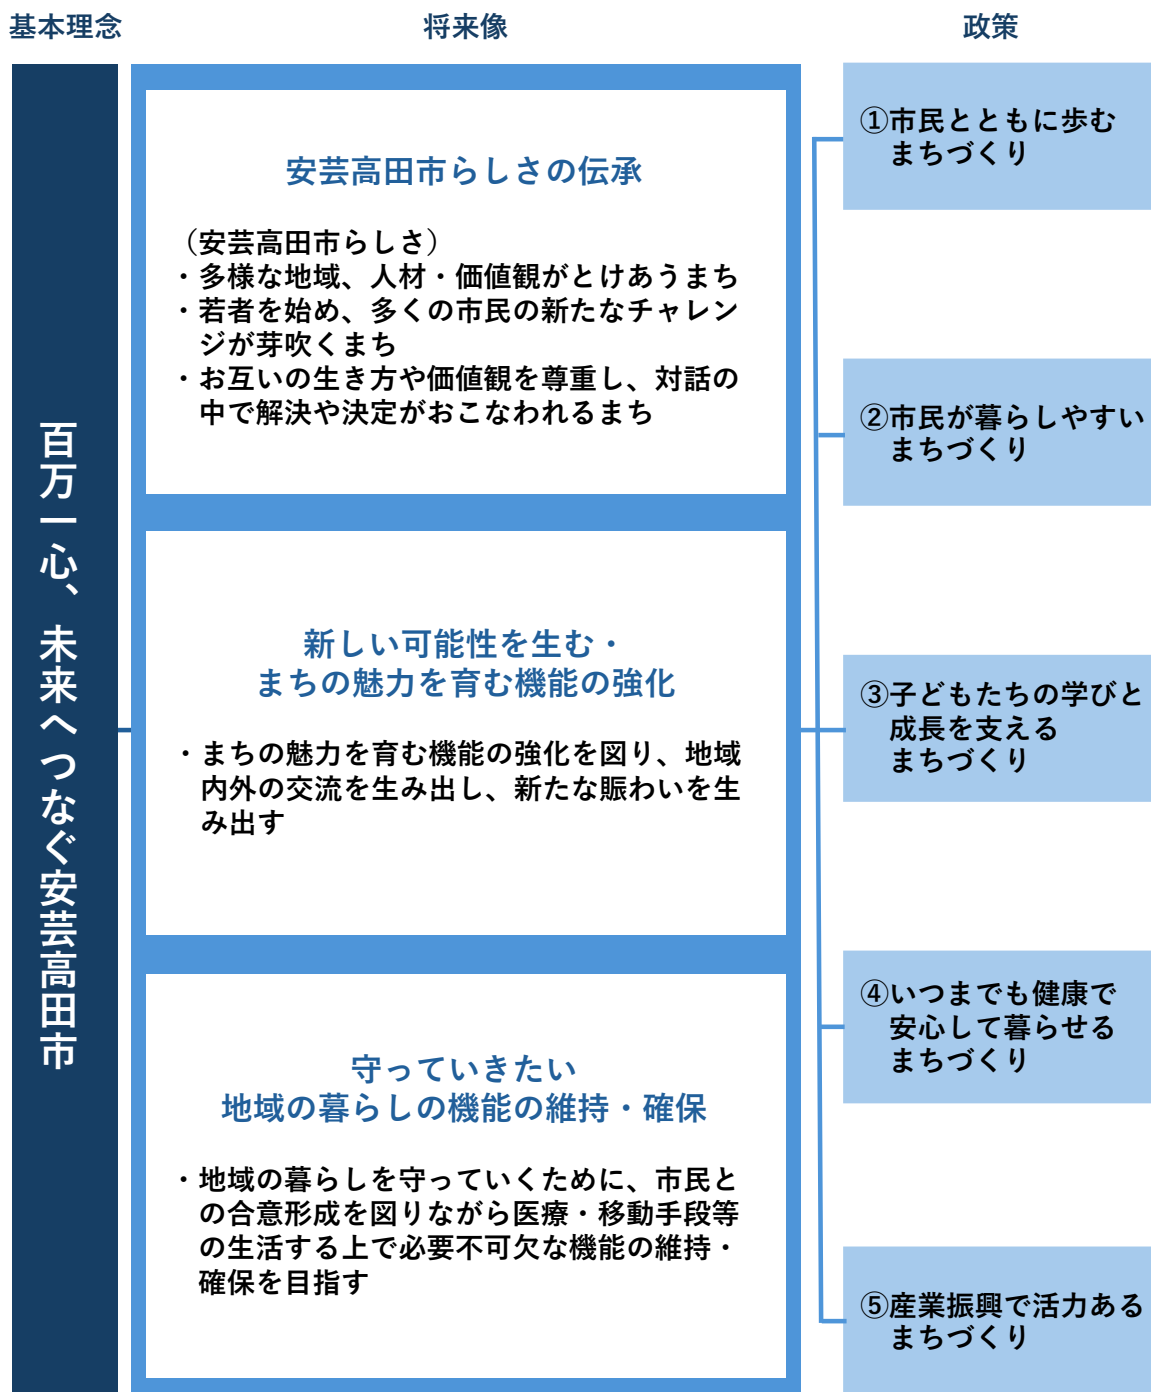 基本理念
将来像
政策
百万一心、未来へつなぐ安芸高田市
安芸高田市らしさの伝承
（安芸高田市らしさ）
・多様な地域、人材・価値観がとけあうまち
・若者を始め、多くの市民の新たなチャレン
ジが芽吹くまち
・お互いの生き方や価値観を尊重し、対話の
中で解決や決定がおこなわれるまち
新しい可能性を生む・
まちの魅力を育む機能の強化
・まちの魅力を育む機能の強化を図り、地域
内外の交流を生み出し、新たな賑わいを生
み出す
守っていきたい
地域の暮らしの機能の維持・確保
・地域の暮らしを守っていくために、市民と
の合意形成を図りながら医療・移動手段等
の生活する上で必要不可欠な機能の維持・
確保を目指す
①市民とともに歩む
まちづくり
②市民が暮らしやすい
まちづくり
③子どもたちの学びと
成長を支える
まちづくり
④いつまでも健康で
安心して暮らせる
まちづくり
⑤産業振興で活力ある
まちづくり